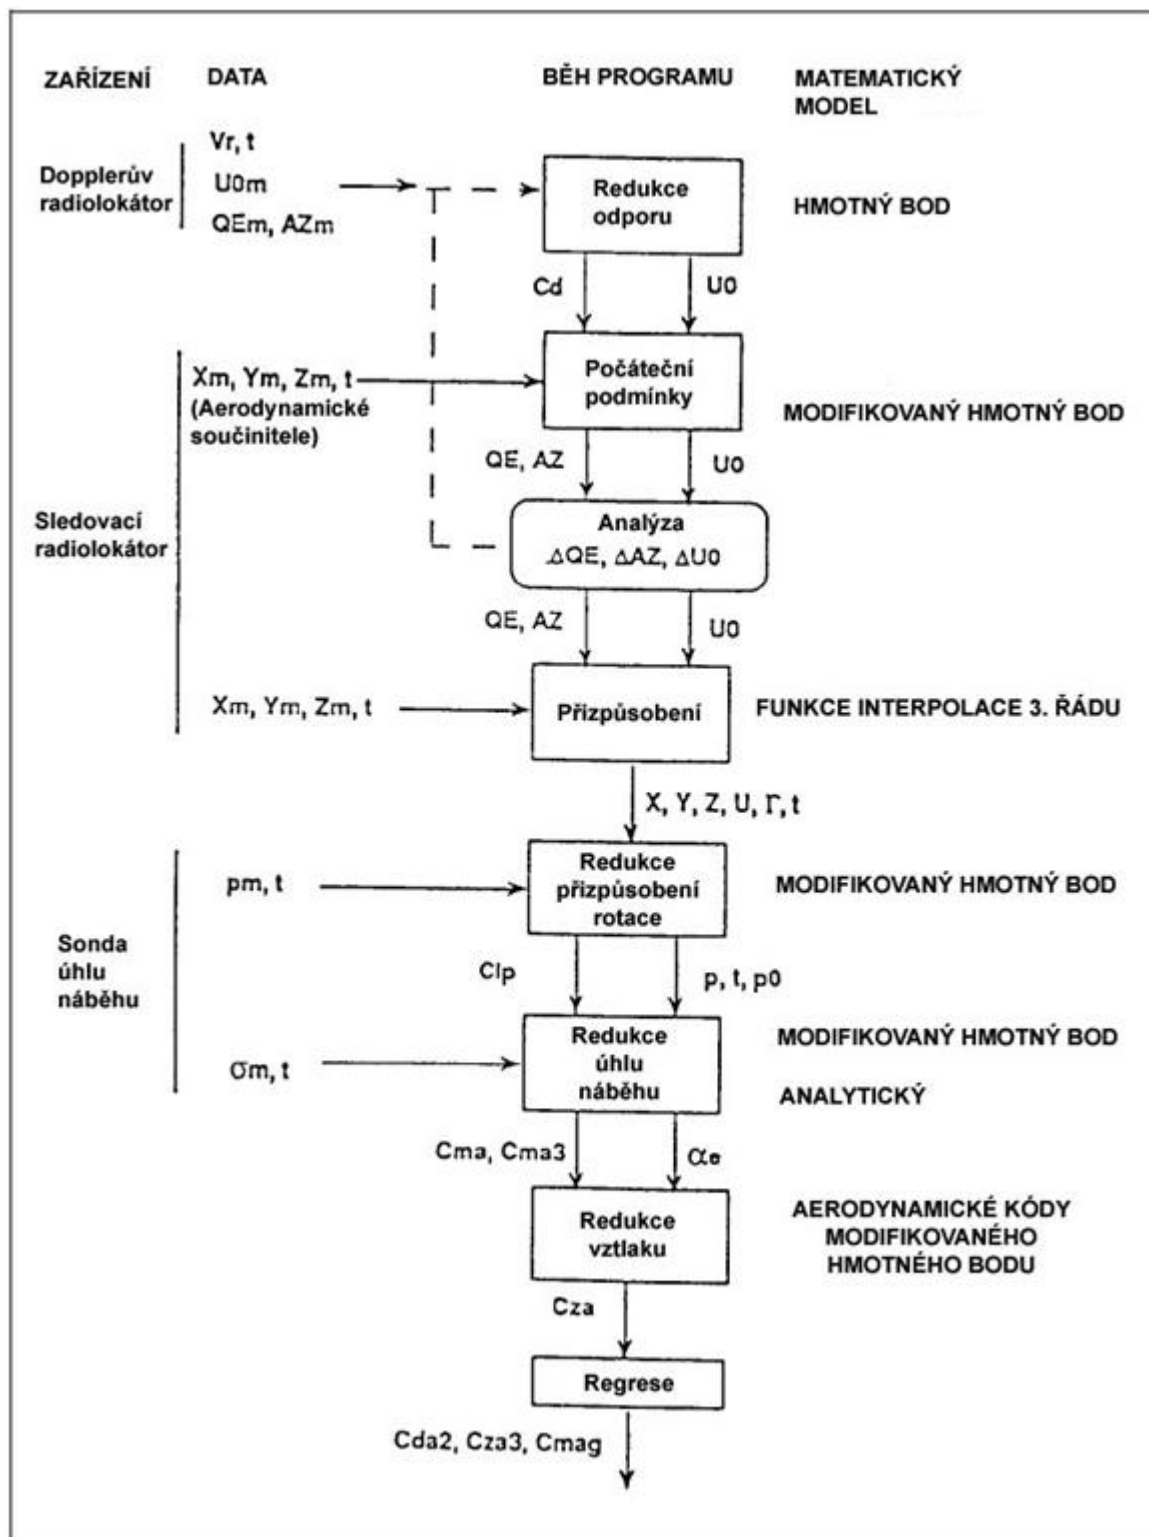 ZAŘÍZENÍ
DATA
BĚH PROGRAMU
MATEMATICKÝ
MODEL
Vr, t
Dopplerův
radiolokátor
U0m
QEm, AZm
Redukce
odporu
HMOTNÝ BOD
Cd
U0
Xm, Ym, Zm, t
(Aerodynamické
součinitele)
Počáteční
podmínky
MODIFIKOVANÝ HMOTNÝ BOD
QE, AZ
U0
Sledovací
radiolokátor
Analýza
ΔQE, ΔAZ, ΔU0
QE, AZ
U0
Xm, Ym, Zm, t
Přizpůsobení
FUNKCE INTERPOLACE 3. ŘÁDU
X, Y, Z, U, Γ, t
pm, t
Redukce
přizpůsobení
rotace
MODIFIKOVANÝ HMOTNÝ BOD
Sonda
úhlu
náběhu
Clp
p, t, p0
σm, t
Redukce
úhlu
náběhu
MODIFIKOVANÝ HMOTNÝ BOD
ANALYTICKÝ
Cma, Cma3
αe
Redukce
vztlaku
AERODYNAMICKÉ KÓDY
MODIFIKOVANÉHO
HMOTNÉHO BODU
Cza
Regrese
Cda2, Cza3, Cmag